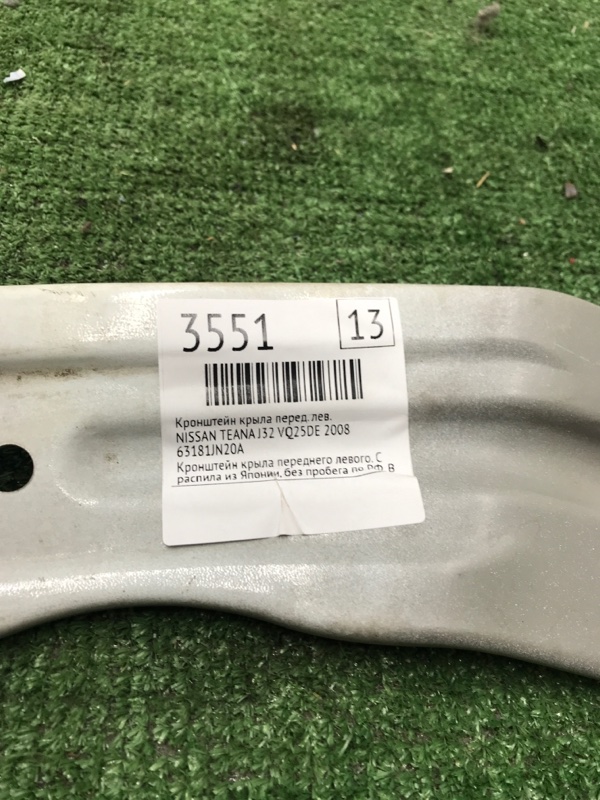 3551
13
Кронштейн крыла перед. лев.
NISSAN TEANA J32 VQ25DE 2008
63181JN20A
Кронштейн крыла переднего левого. С
распила из Японии, без пробега по РФ. В